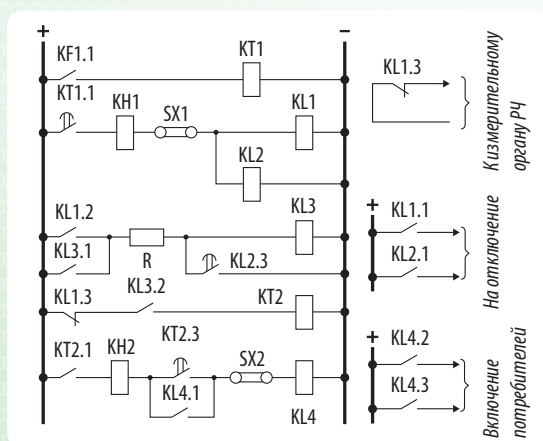 +
−
KF1.1
KT1
KT1.1
KH1
SX1
KL1
KL2
KL1.2
KL3
KL3.1
R
KL2.3
KL1.3
KL3.2
KT2
KT2.1
KH2
KT2.3
SX2
KL4.1
KL4
KL1.3
К измерительному
органу РЧ
+
KL1.1
KL2.1
На отключение
+
KL4.2
KL4.3
Включение
потребителей